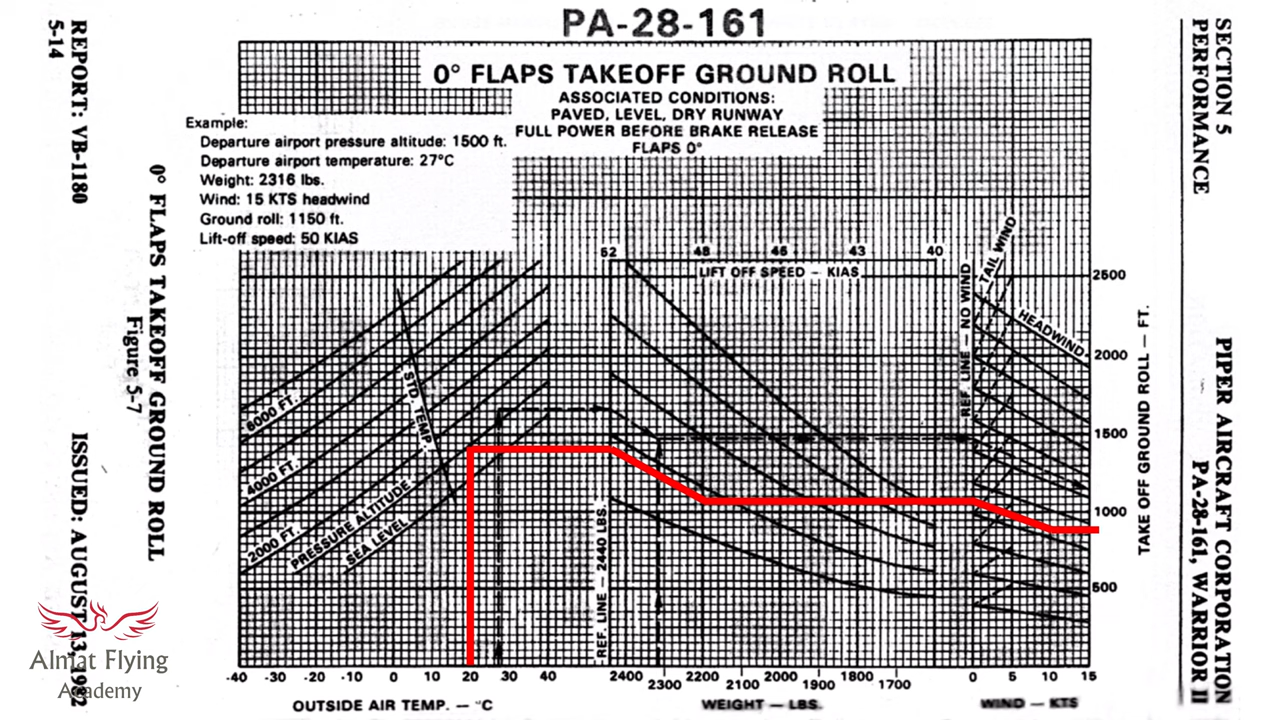 PA-28-161
0° FLAPS TAKEOFF GROUND ROLL
ASSOCIATED CONDITIONS:
PAVED, LEVEL, DRY RUNWAY
FULL POWER BEFORE BRAKE RELEASE
FLAPS 0°
Example:
Departure airport pressure altitude: 1500 ft.
Departure airport temperature: 27°C
Weight: 2316 lbs.
Wind: 15 KTS headwind
Ground roll: 1150 ft.
Lift-off speed: 50 KIAS
52 48 45 43 40
LIFT OFF SPEED — KIAS
8000 FT.
4000 FT.
2000 FT.
PRESSURE ALTITUDE
SEA LEVEL
STD. TEMP.
REF. LINE — 2440 LBS.
REF. LINE — NO WIND
TAIL WIND
HEADWIND
2500
2000
1500
1000
500
TAKE OFF GROUND ROLL — FT.
-40 -30 -20 -10 0 10 20 30 40
2400 2300 2200 2100 2000 1900 1800 1700
0 5 10 15
OUTSIDE AIR TEMP. — °C
WEIGHT — LBS.
WIND — KTS
SECTION 5
PERFORMANCE
PIPER AIRCRAFT CORPORATION
PA-28-161, WARRIOR II
0° FLAPS TAKEOFF GROUND ROLL
Figure 5-7
REPORT: VB-1180
5-14
ISSUED: AUGUST 13, 1982
Almat Flying
Academy